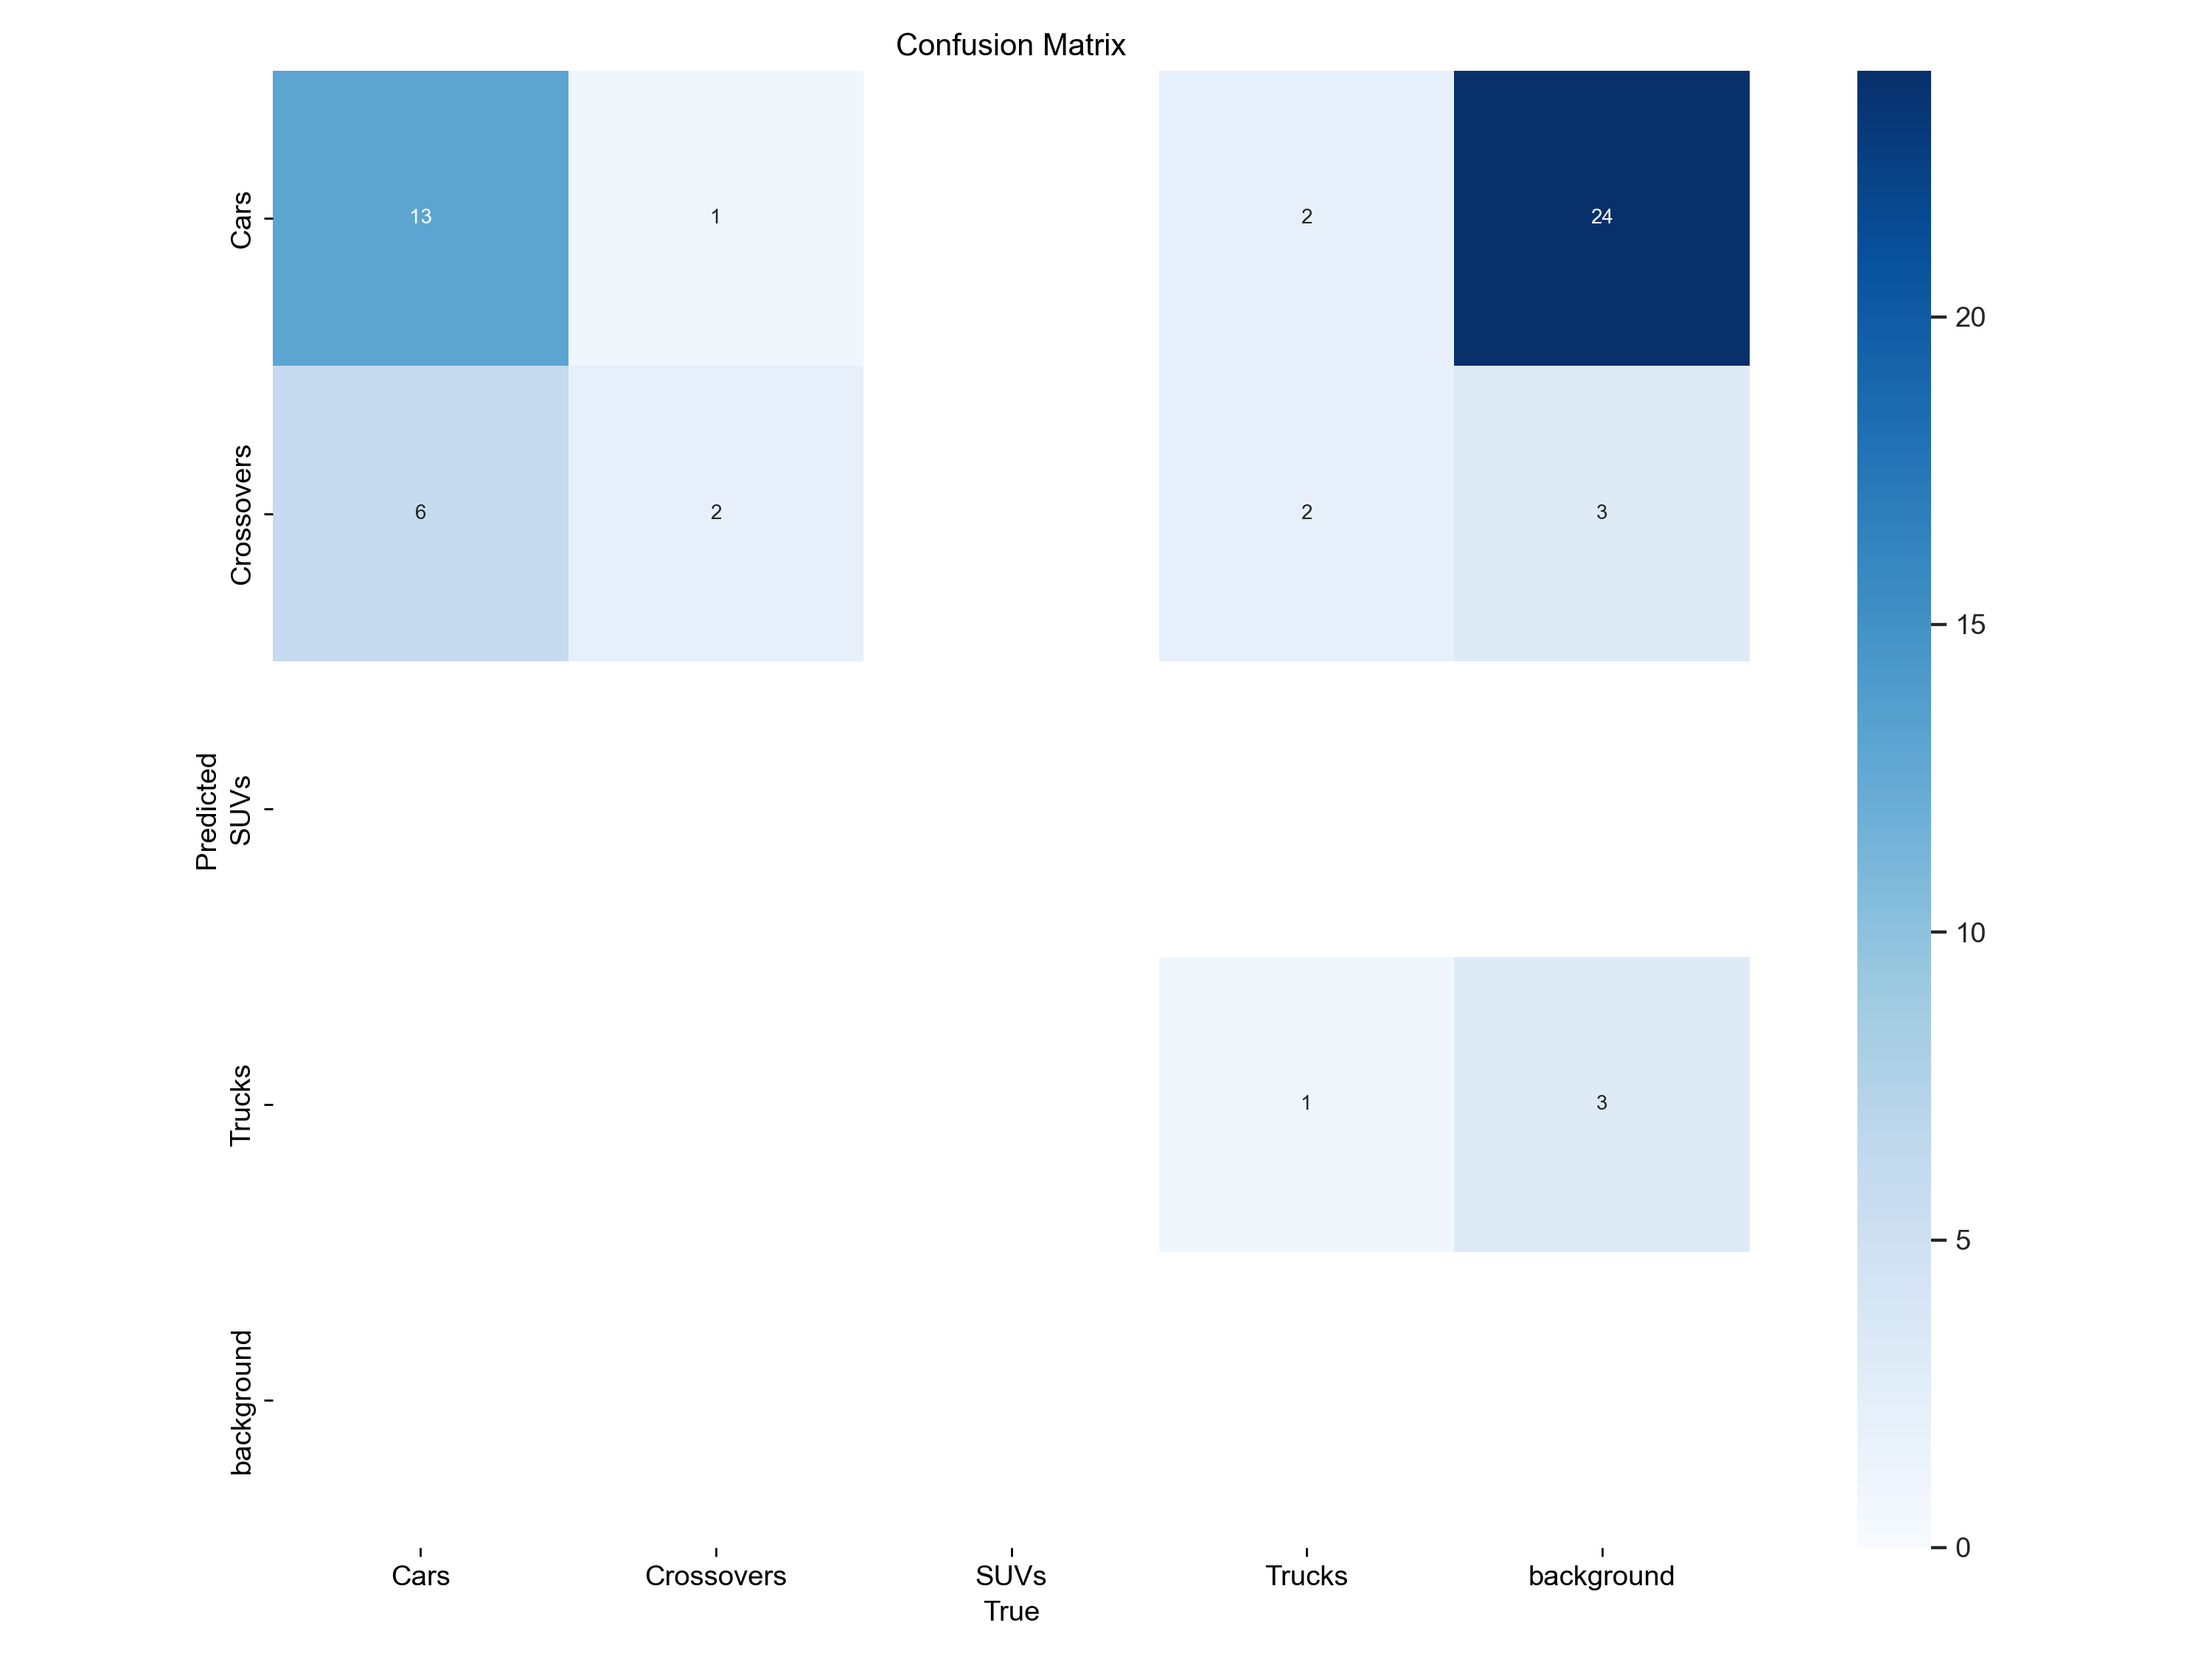 Confusion Matrix
Cars
13
1
2
24
20
Crossovers
6
2
2
3
15
Predicted
SUVs
10
Trucks
1
3
5
background
0
Cars
Crossovers
SUVs
Trucks
background
True